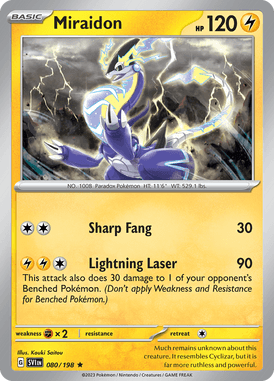 BASIC
Miraidon HP 120
NO. 1008 Paradox Pokémon HT: 11'6" WT: 529.1 lbs.
Sharp Fang 30
Lightning Laser 90
This attack also does 30 damage to 1 of your opponent's
Benched Pokémon. (Don't apply Weakness and Resistance
for Benched Pokémon.)
weakness ×2 resistance retreat
Illus. Kouki Saitou
G SVI EN 080/198 ★
Much remains unknown about this
creature. It resembles Cyclizar, but it is
far more ruthless and powerful.
©2023 Pokémon / Nintendo / Creatures / GAME FREAK